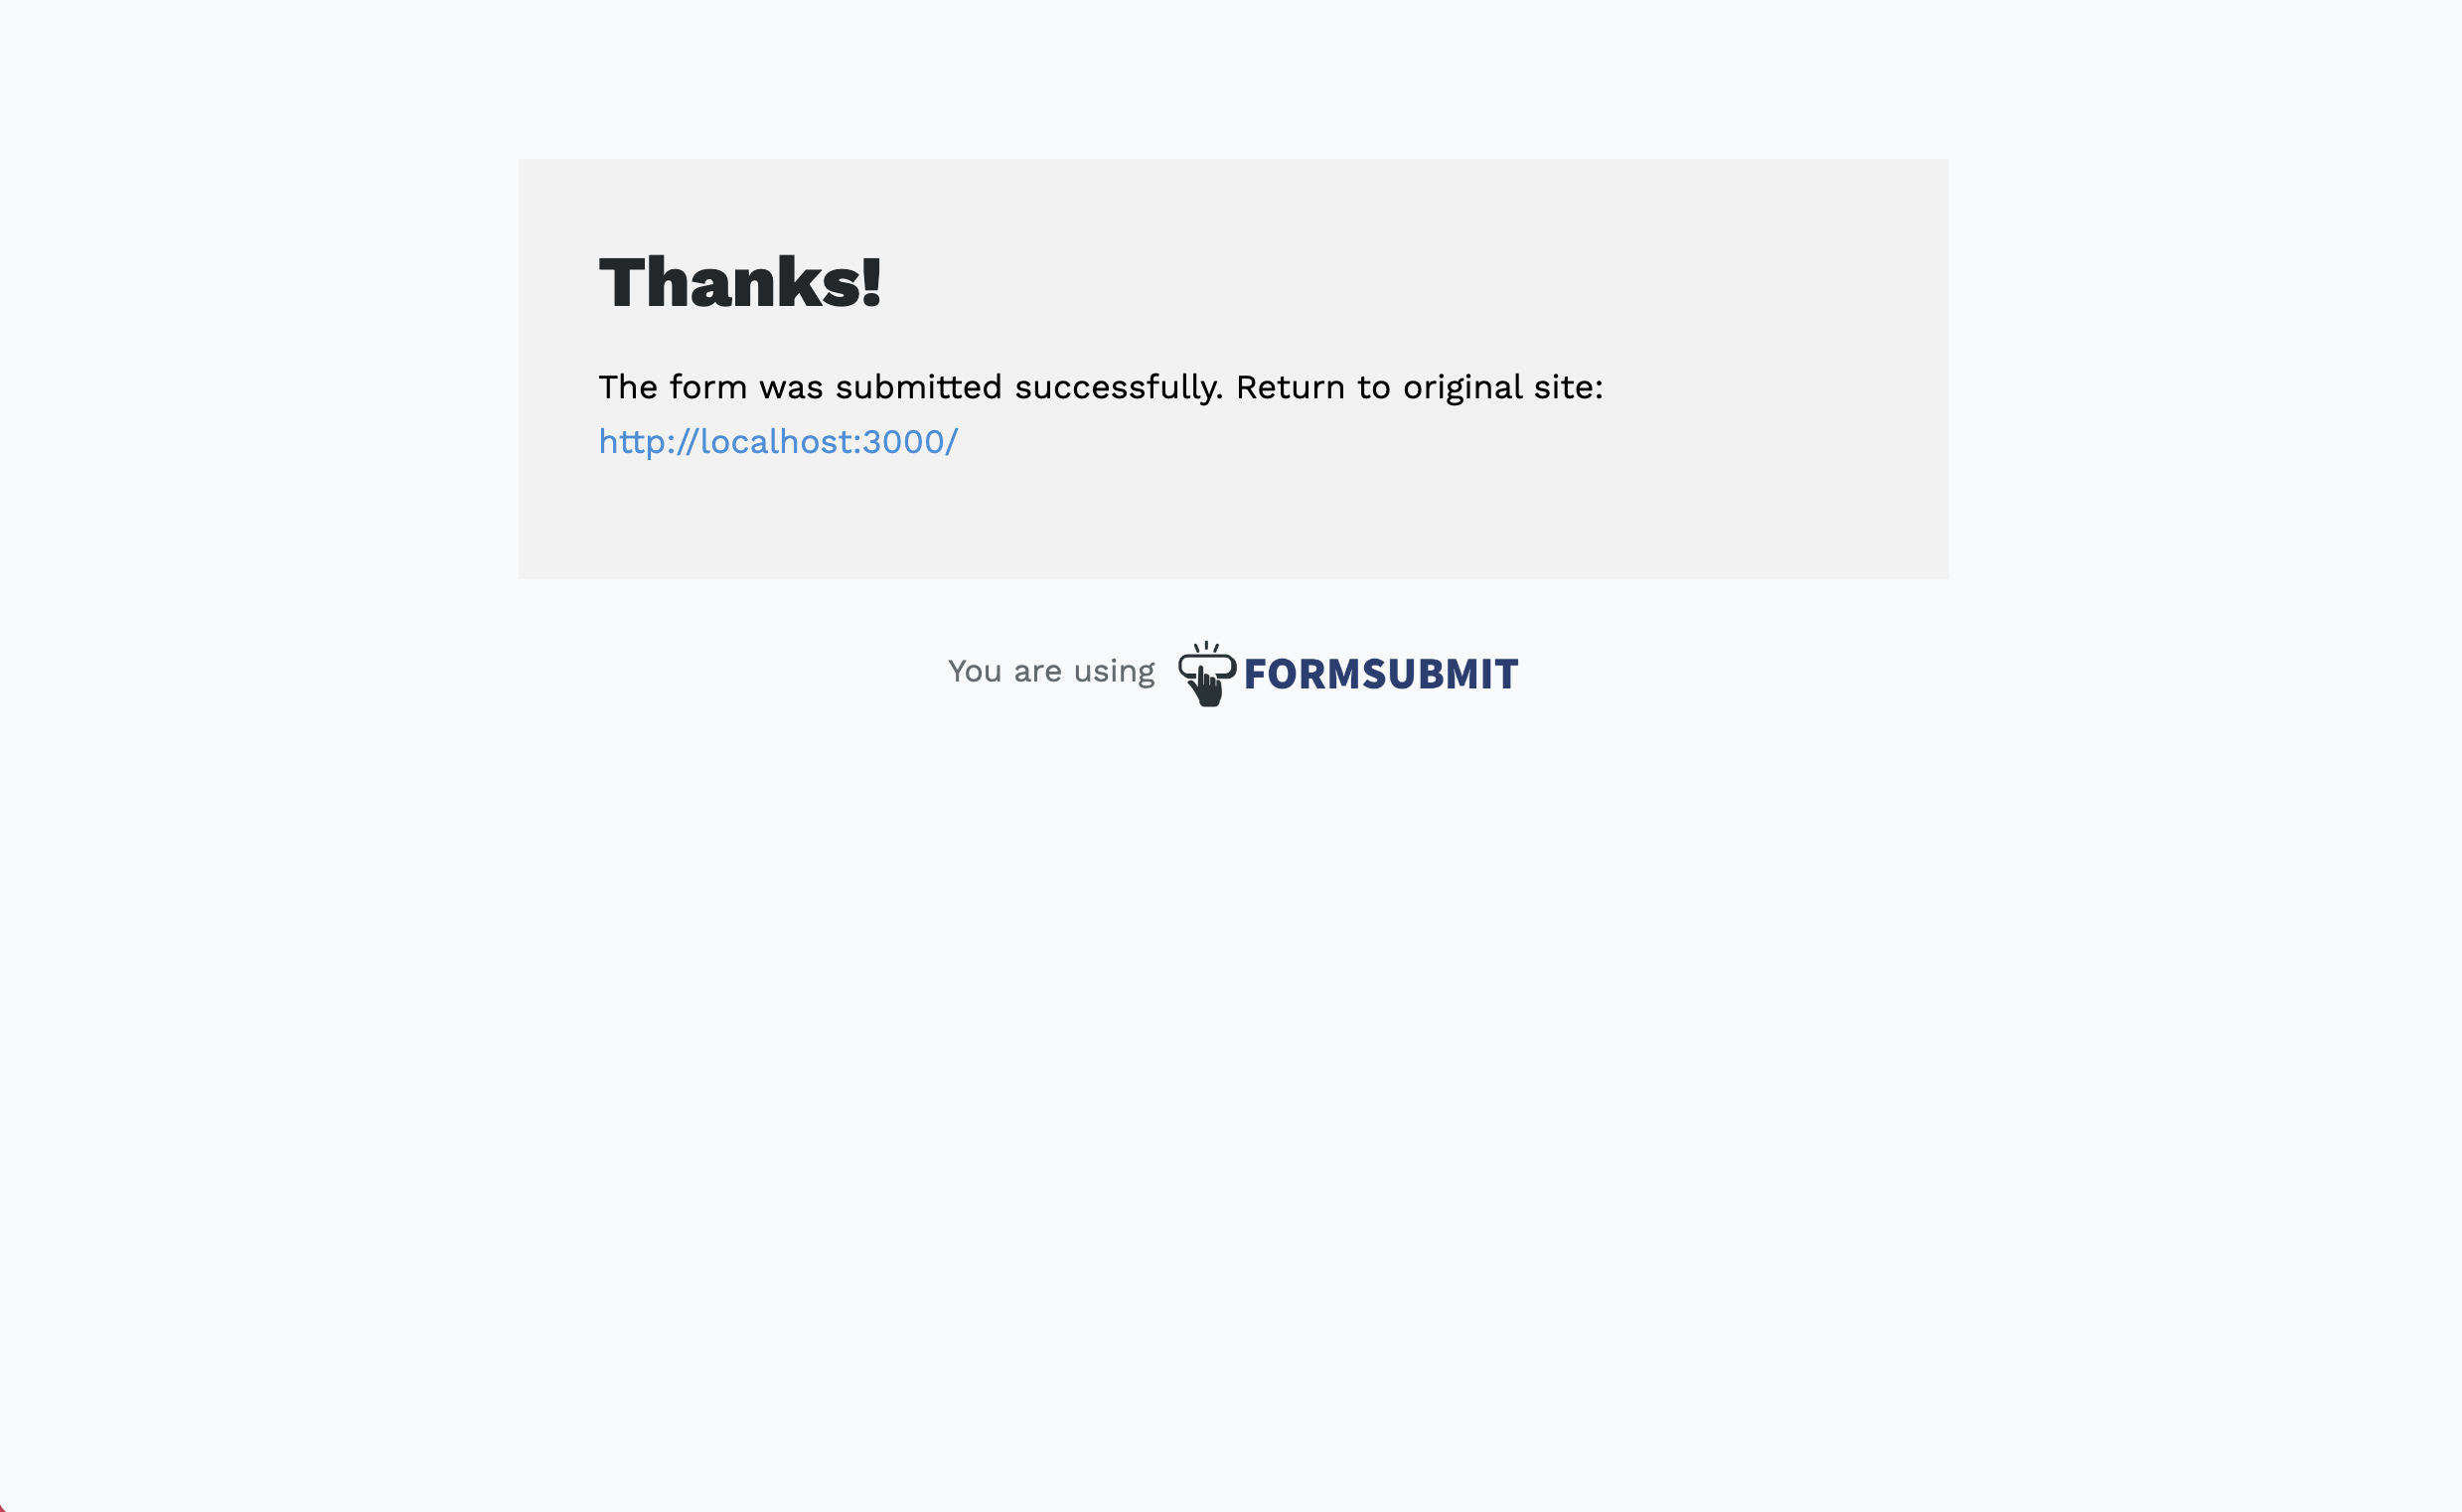 Thanks!
The form was submitted successfully. Return to original site:
http://localhost:3000/
You are using FORMSUBMIT